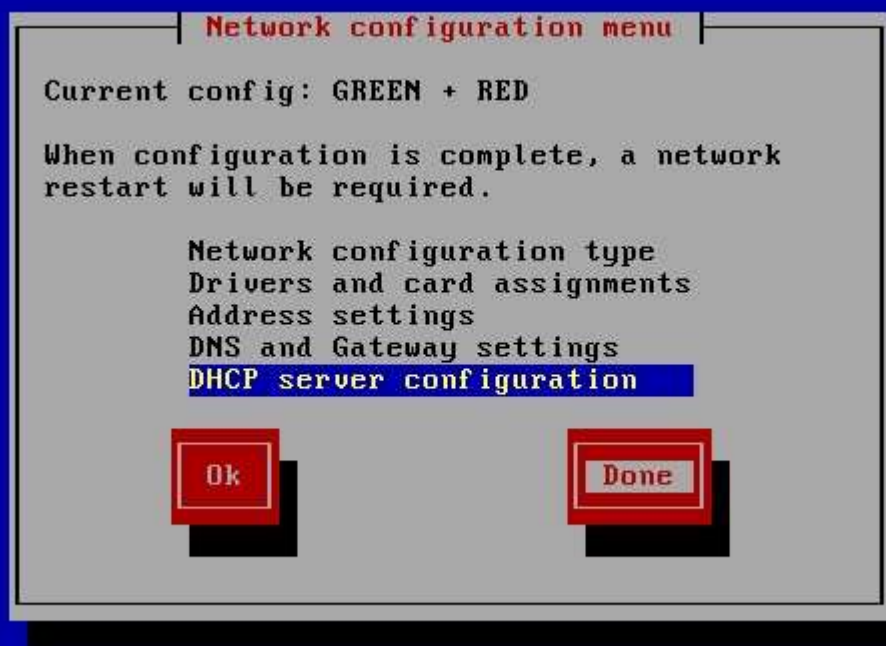 Network configuration menu
Current config: GREEN + RED
When configuration is complete, a network
restart will be required.
Network configuration type
Drivers and card assignments
Address settings
DNS and Gateway settings
DHCP server configuration
Ok Done